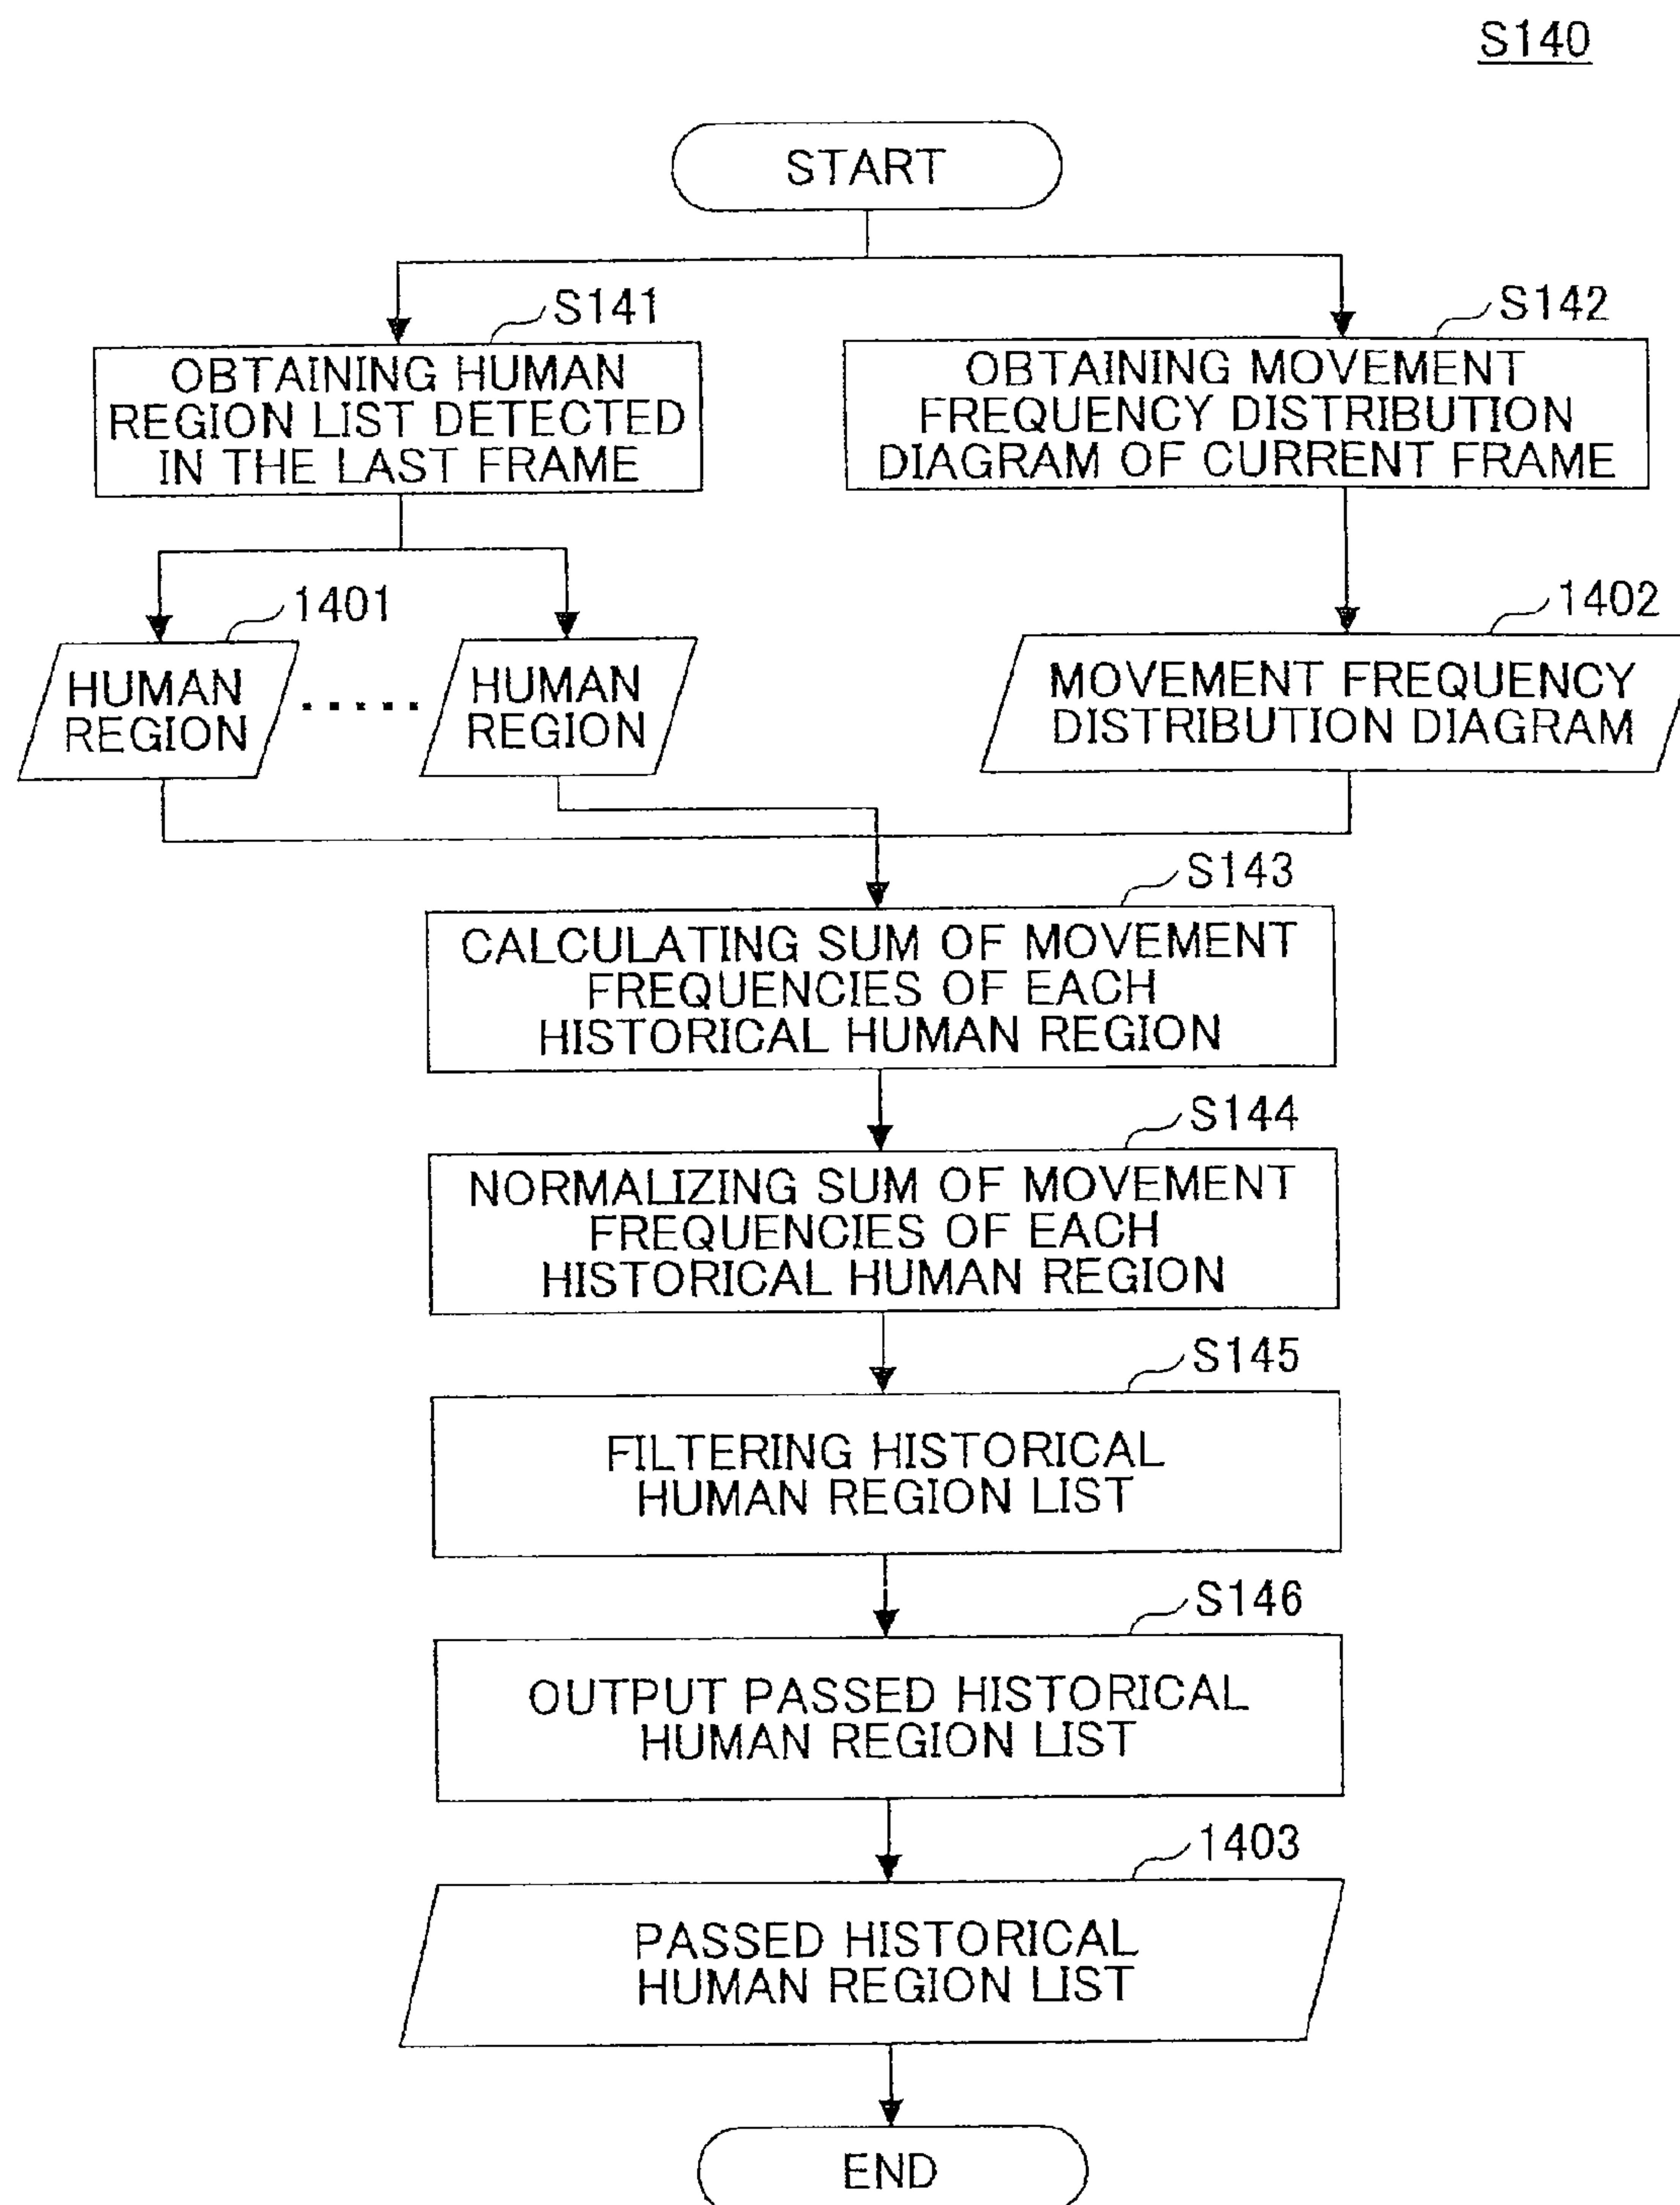 S140
START
S141
OBTAINING HUMAN
REGION LIST DETECTED
IN THE LAST FRAME
S142
OBTAINING MOVEMENT
FREQUENCY DISTRIBUTION
DIAGRAM OF CURRENT FRAME
1401
HUMAN
REGION
.....
HUMAN
REGION
1402
MOVEMENT FREQUENCY
DISTRIBUTION DIAGRAM
S143
CALCULATING SUM OF MOVEMENT
FREQUENCIES OF EACH
HISTORICAL HUMAN REGION
S144
NORMALIZING SUM OF MOVEMENT
FREQUENCIES OF EACH
HISTORICAL HUMAN REGION
S145
FILTERING HISTORICAL
HUMAN REGION LIST
S146
OUTPUT PASSED HISTORICAL
HUMAN REGION LIST
1403
PASSED HISTORICAL
HUMAN REGION LIST
END